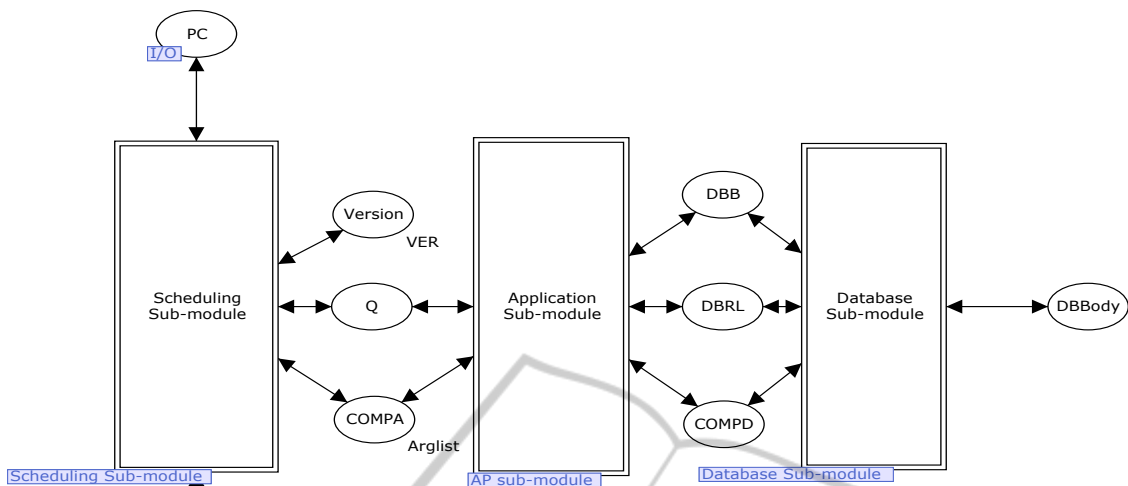 PC
I/O
Version
VER
DBB
Scheduling
Sub-module
Q
Application
Sub-module
DBRL
Database
Sub-module
DBBody
COMPA
Arglist
COMPD
Scheduling Sub-module
AP sub-module
Database Sub-module